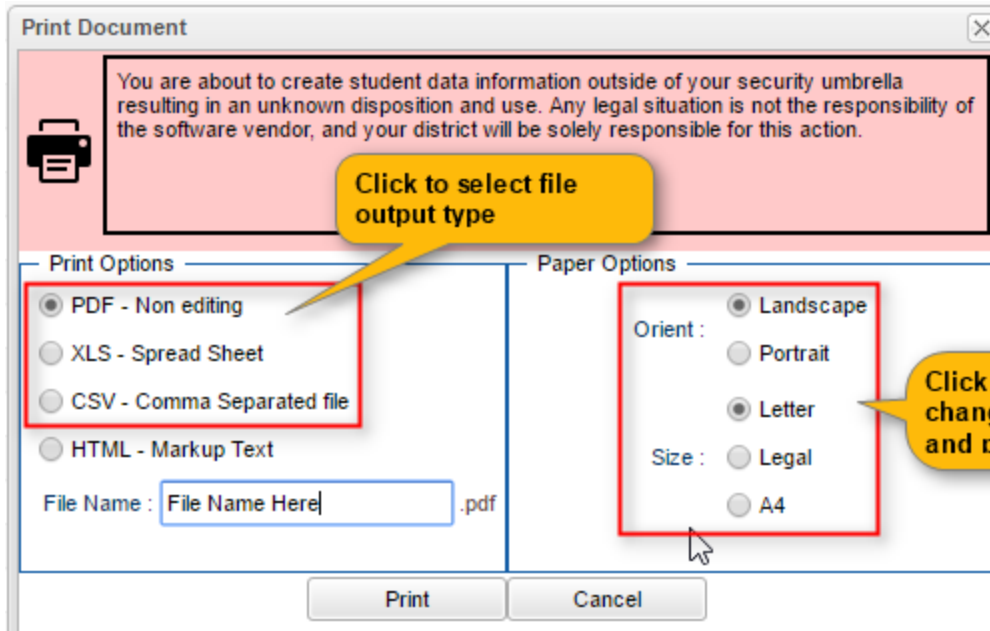 Print Document
You are about to create student data information outside of your security umbrella
resulting in an unknown disposition and use. Any legal situation is not the responsibility of
the software vendor, and your district will be solely responsible for this action.
Click to select file
output type
Print Options
PDF - Non editing
XLS - Spread Sheet
CSV - Comma Separated file
HTML - Markup Text
File Name : File Name Here .pdf
Paper Options
Orient :
Landscape
Portrait
Size :
Letter
Legal
A4
Click
and
Print
Cancel